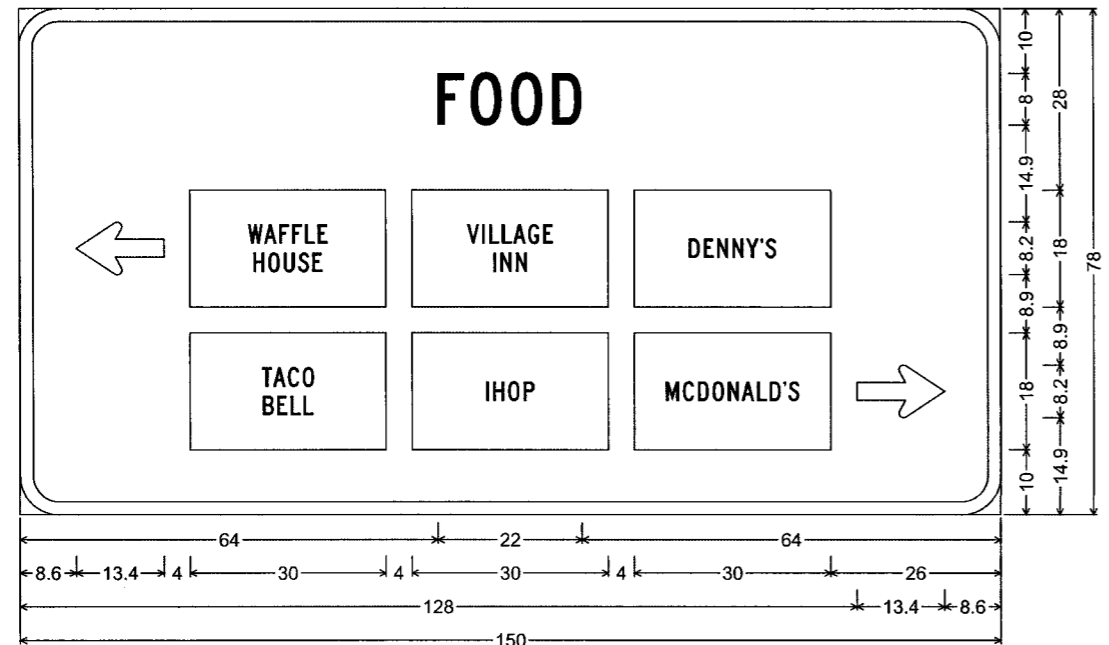 FOOD
WAFFLE
HOUSE
VILLAGE
INN
DENNY'S
TACO
BELL
IHOP
MCDONALD'S
10
8
14.9
8.2
8.9
18
10
28
18
8.9
8.2
14.9
78
64 22 64
8.6 13.4 4 30 4 30 4 30 26
128 13.4 8.6
150